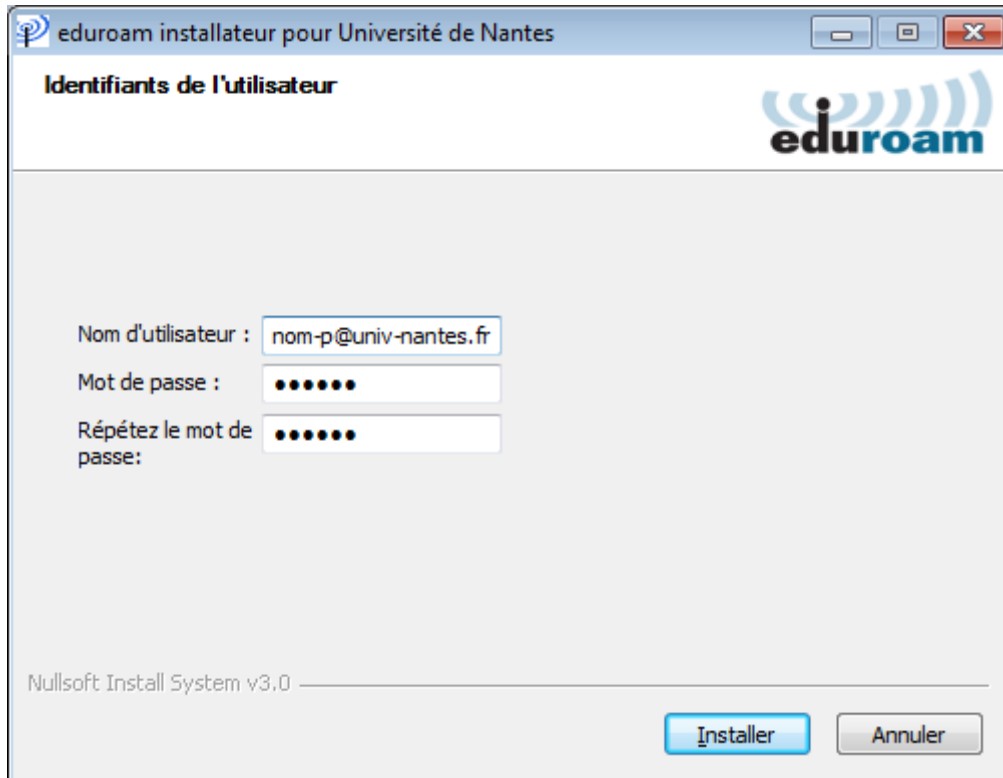 eduroam installateur pour Université de Nantes
Identifiants de l'utilisateur
eduroam
Nom d'utilisateur :
nom-p@univ-nantes.fr
Mot de passe :
●●●●●●
Répétez le mot de
passe:
●●●●●●
Nullsoft Install System v3.0
Installer
Annuler